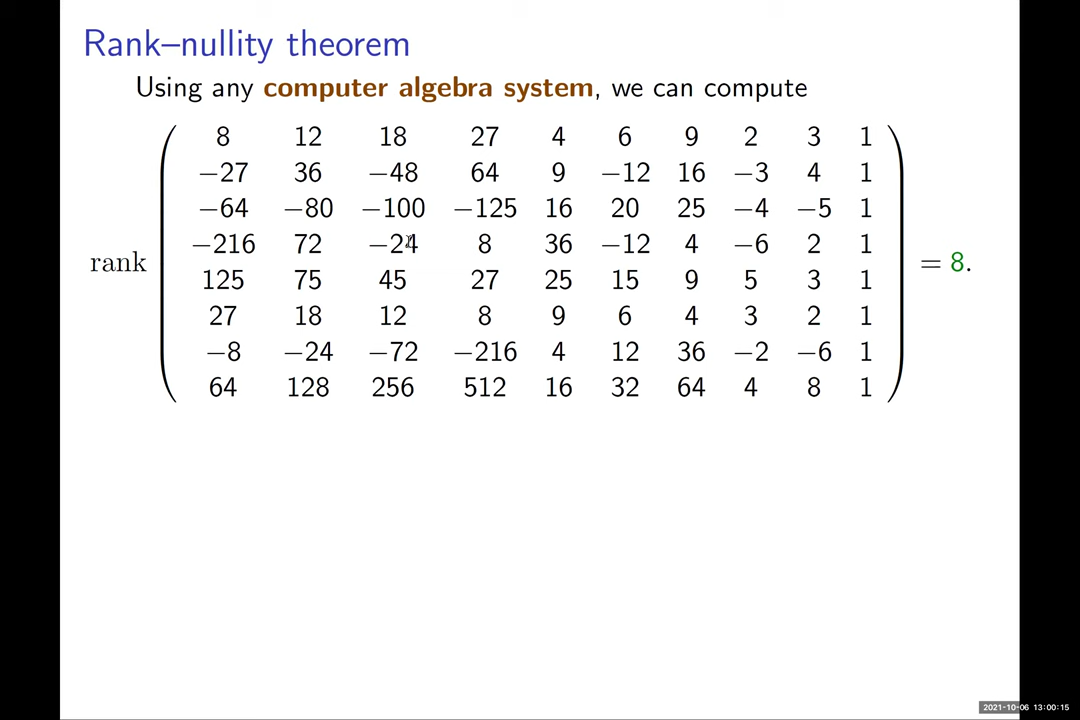 Rank–nullity theorem
Using any computer algebra system, we can compute
8 12 18 27 4 6 9 2 3 1
−27 36 −48 64 9 −12 16 −3 4 1
−64 −80 −100 −125 16 20 25 −4 −5 1
−216 72 −24 8 36 −12 4 −6 2 1
rank = 8.
125 75 45 27 25 15 9 5 3 1
27 18 12 8 9 6 4 3 2 1
−8 −24 −72 −216 4 12 36 −2 −6 1
64 128 256 512 16 32 64 4 8 1
2021-10-06 13:00:15